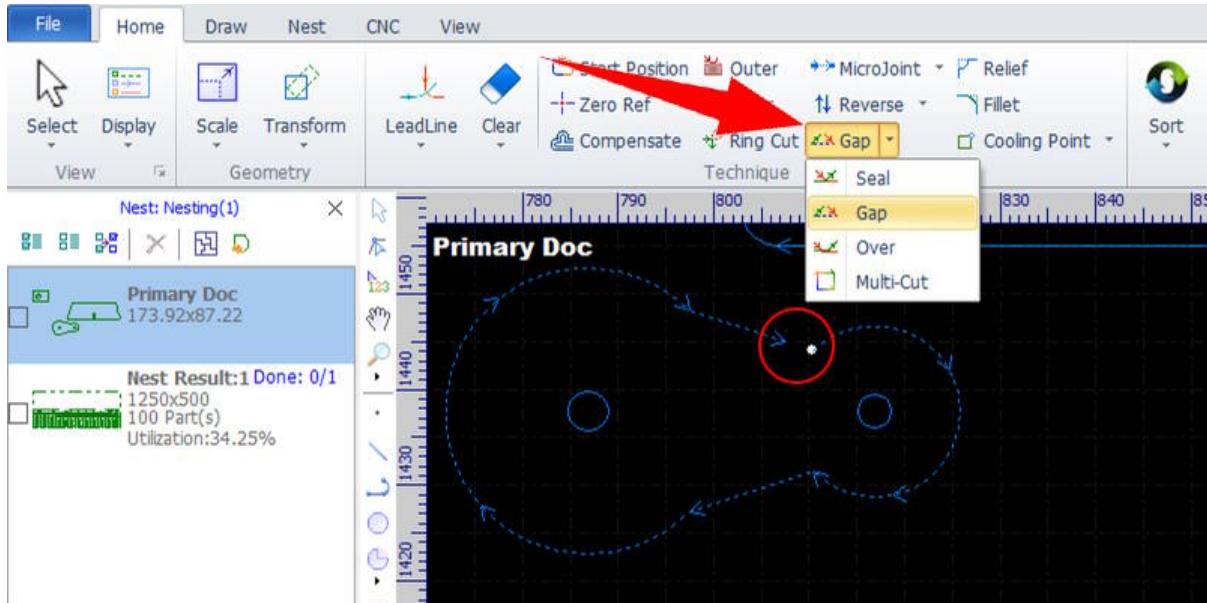 File Home Draw Nest CNC View
Start Position Outer MicroJoint Relief
Zero Ref Reverse Fillet
Select Display Scale Transform LeadLine Clear Compensate Ring Cut Gap Cooling Point Sort
View Geometry Technique
Seal
Gap
Over
Multi-Cut
Nest: Nesting(1)
Primary Doc
173.92x87.22
Nest Result:1 Done: 0/1
1250x500
100 Part(s)
Utilization:34.25%
123
780 790 800 830 840
1450
1440
1430
1420
Primary Doc